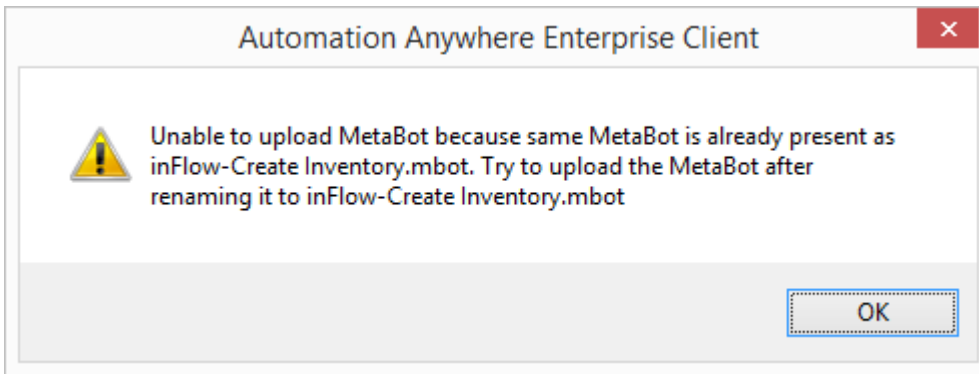 Automation Anywhere Enterprise Client
Unable to upload MetaBot because same MetaBot is already present as
inFlow-Create Inventory.mbot. Try to upload the MetaBot after
renaming it to inFlow-Create Inventory.mbot
OK